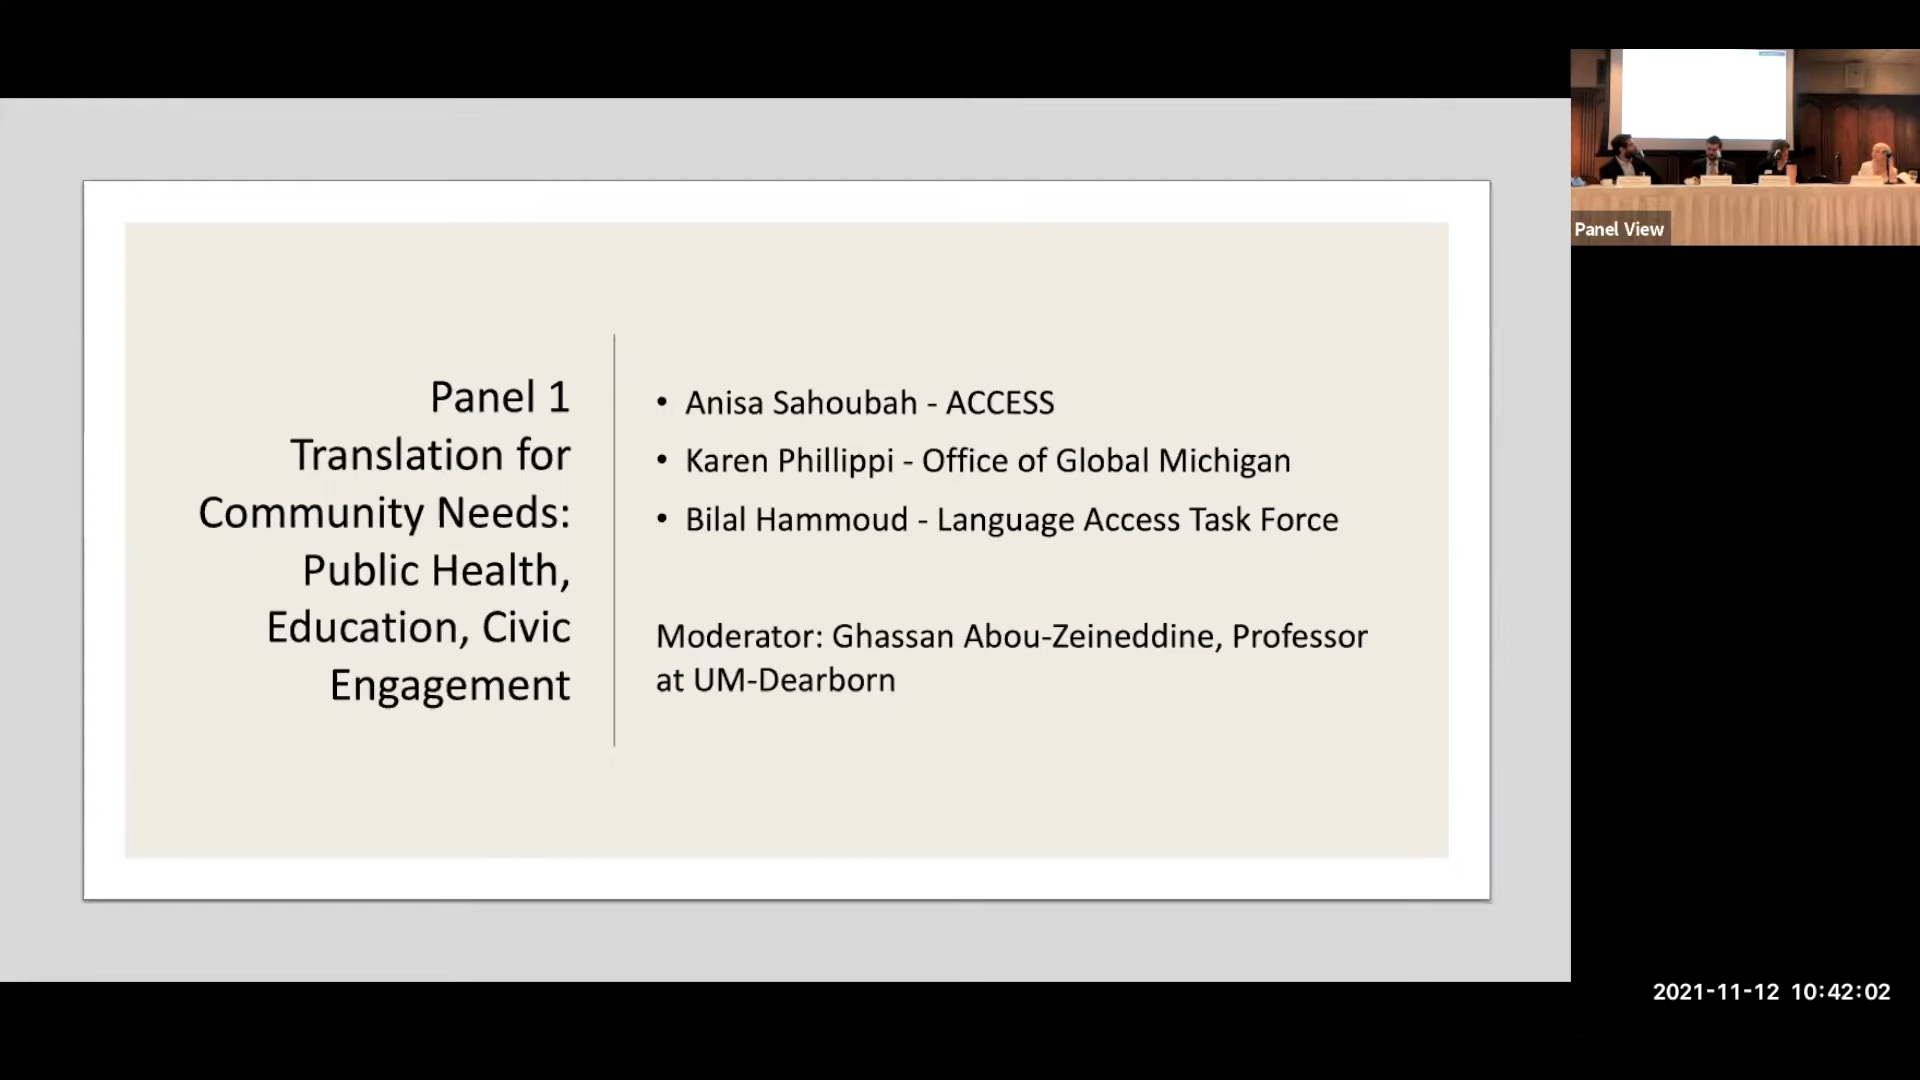 Panel 1
Translation for
Community Needs:
Public Health,
Education, Civic
Engagement
• Anisa Sahoubah - ACCESS
• Karen Phillippi - Office of Global Michigan
• Bilal Hammoud - Language Access Task Force
Moderator: Ghassan Abou-Zeineddine, Professor
at UM-Dearborn
Panel View
2021-11-12 10:42:02